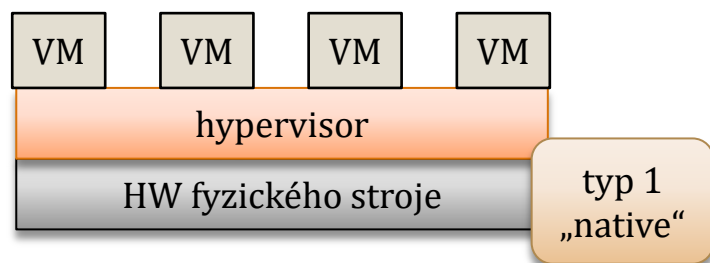 VM VM VM VM
hypervisor
HW fyzického stroje
typ 1
„native“